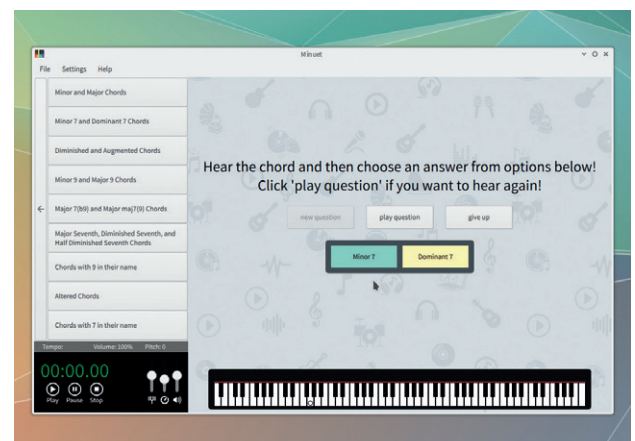 Minuet
File Settings Help
Minor and Major Chords
Minor 7 and Dominant 7 Chords
Diminished and Augmented Chords
Minor 9 and Major 9 Chords
Major 7(b9) and Major maj7(9) Chords
Major Seventh, Diminished Seventh, and
Half Diminished Seventh Chords
Chords with 9 in their name
Altered Chords
Chords with 7 in their name
Hear the chord and then choose an answer from options below!
Click 'play question' if you want to hear again!
new question play question give up
Minor 7 Dominant 7
Tempo: Volume: 100% Pitch: 0
00:00.00
Play Pause Stop